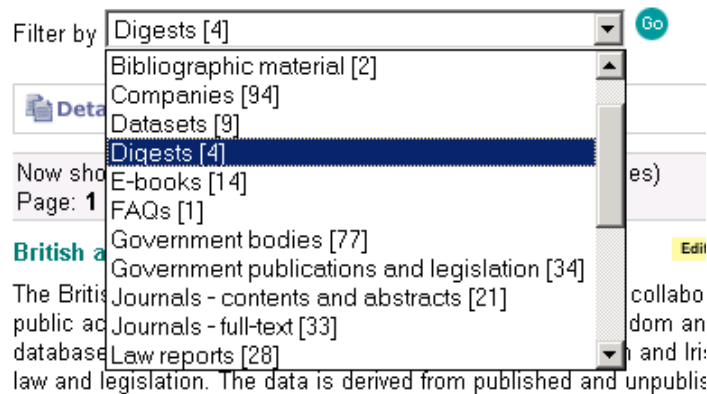 Filter by Digests [4] Go
Bibliographic material [2]
Companies [94]
Deta
Datasets [9]
Digests [4]
Now sho es)
E-books [14]
Page: 1
FAQs [1]
Government bodies [77]
British a Edit
Government publications and legislation [34]
The Britis collabo
Journals - contents and abstracts [21]
public ac dom an
Journals - full-text [33]
database and Iris
Law reports [28]
law and legislation. The data is derived from published and unpublis